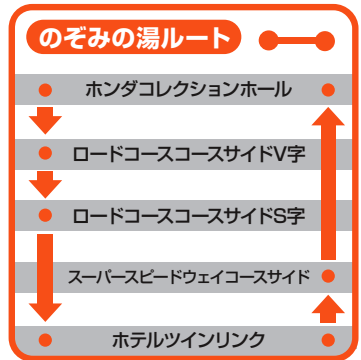 のぞみの湯ルート
ホンダコレクションホール
ロードコースコースサイドV字
ロードコースコースサイドS字
スーパースピードウェイコースサイド
ホテルツインリンク